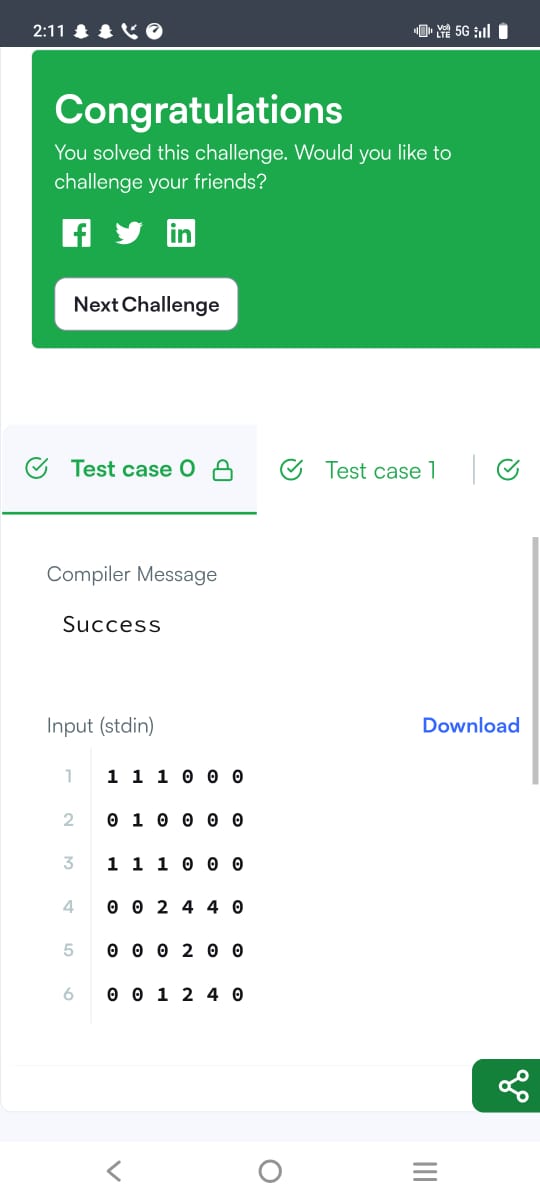 2:11 VoD LTE 5G
Congratulations
You solved this challenge. Would you like to
challenge your friends?
Next Challenge
Test case 0 Test case 1
Compiler Message
Success
Input (stdin) Download
1 1 1 1 0 0 0
2 0 1 0 0 0 0
3 1 1 1 0 0 0
4 0 0 2 4 4 0
5 0 0 0 2 0 0
6 0 0 1 2 4 0